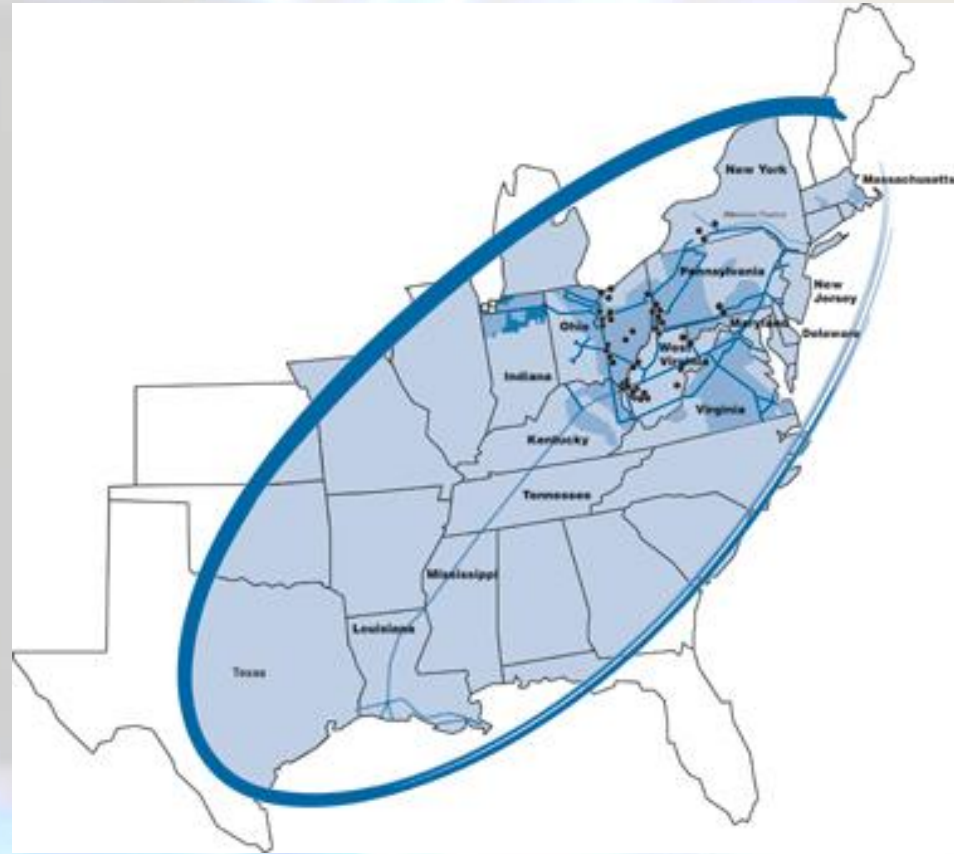 New York
Massachusetts
Pennsylvania
New
Jersey
Ohio
Maryland
Delaware
West
Virginia
Indiana
Virginia
Kentucky
Tennessee
Mississippi
Louisiana
Texas